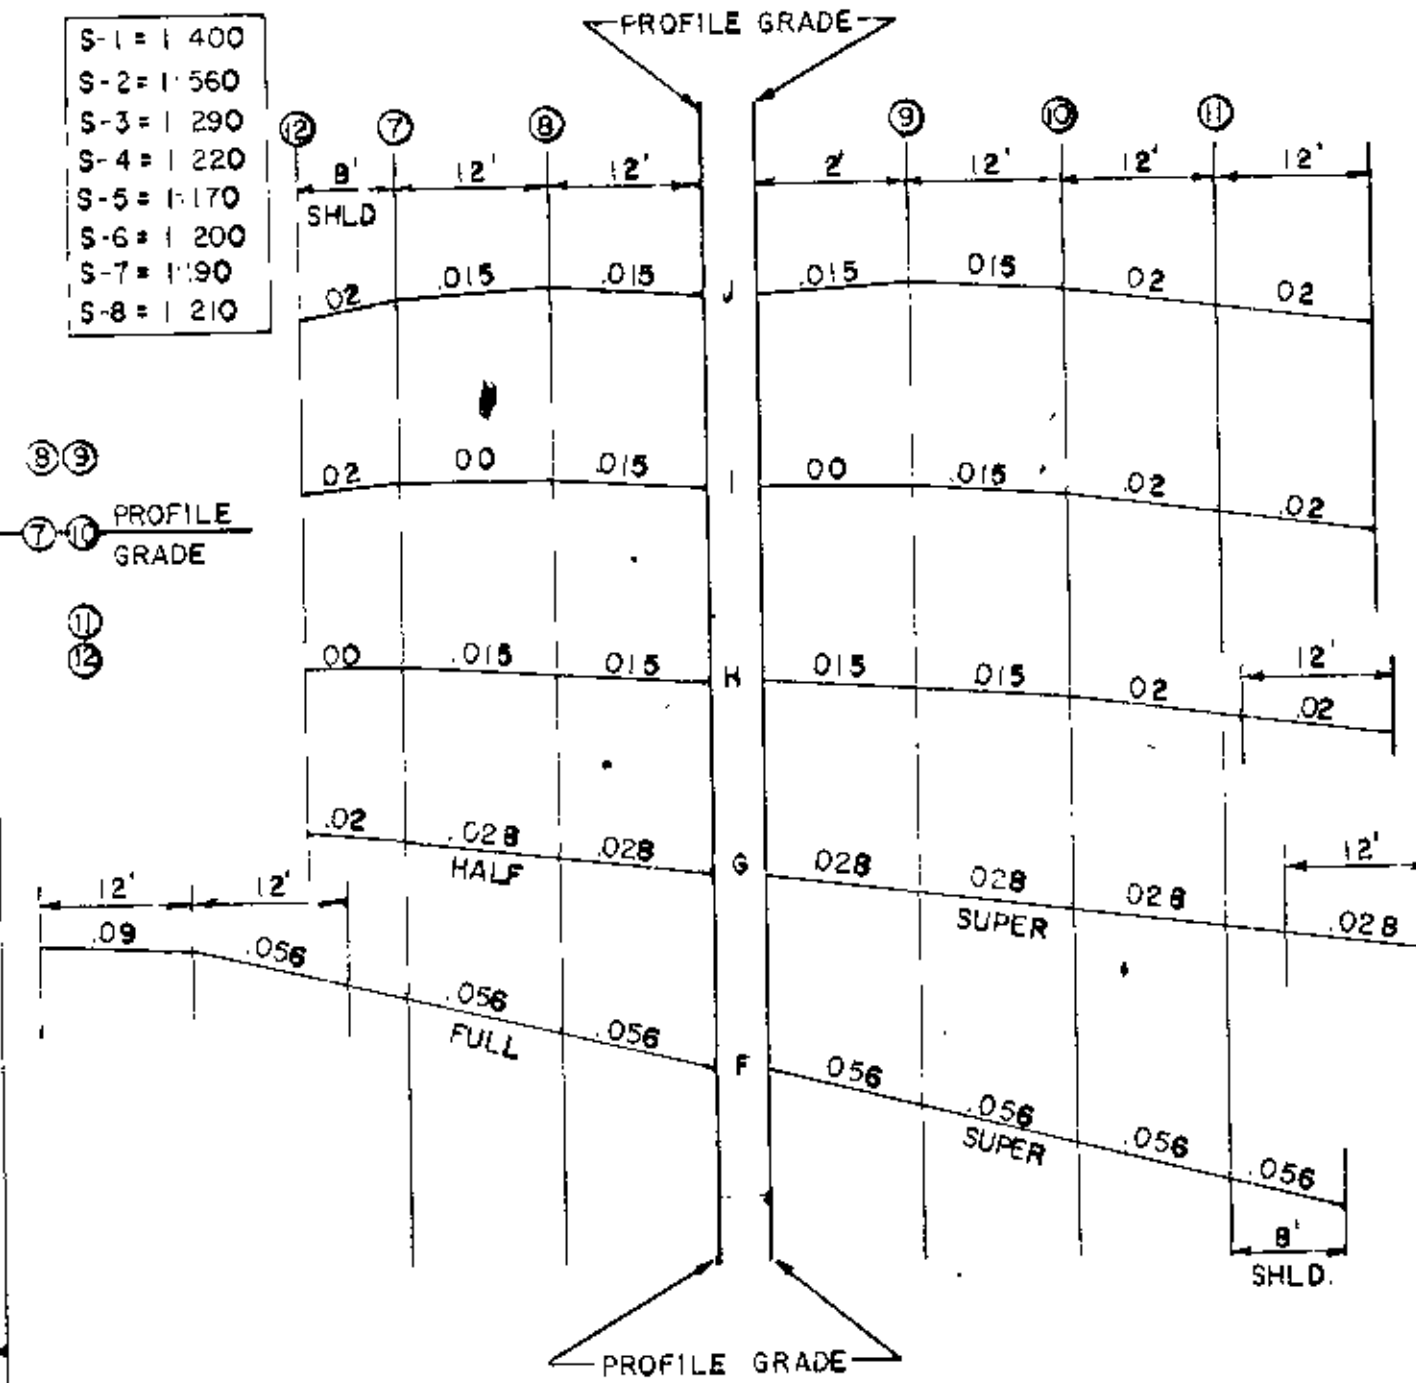 PROFILE GRADE
S-1 = 1 400
S-2 = 1:560
S-3 = 1 290
S-4 = 1 220
S-5 = 1:170
S-6 = 1 200
S-7 = 1:190
S-8 = 1 210
12 7 8 9 10 11
8' 12' 12' 2' 12' 12' 12'
SHLD
.02 .015 .015 J .015 .015 .02 .02
8 9
.02 .00 .015 I .00 .015 .02 .02
7 10 PROFILE
GRADE
11
12
.00 .015 .015 H .015 .015 .02 .02
12'
.02 .028 .028 G .028 .028 .028 .028
HALF SUPER
12'
12' 12'
.09 .056 .056 .056 F .056 .056 .056 .056
FULL SUPER
8'
SHLD.
PROFILE GRADE